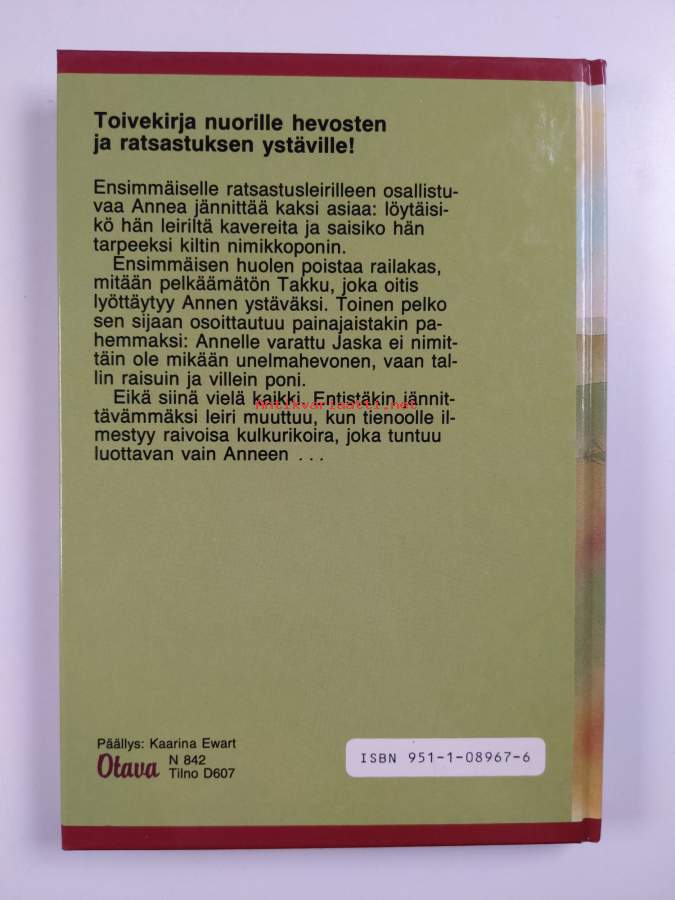 Toivekirja nuorille hevosten
ja ratsastuksen ystäville!
Ensimmäiselle ratsastusleirilleen osallistu-
vaa Annea jännittää kaksi asiaa: löytäisi-
kö hän leiriltä kavereita ja saisiko hän
tarpeeksi kiltin nimikkoponin.
Ensimmäisen huolen poistaa railakas,
mitään pelkäämätön Takku, joka oitis
lyöttäytyy Annen ystäväksi. Toinen pelko
sen sijaan osoittautuu painajaistakin pa-
hemmaksi: Annelle varattu Jaska ei nimit-
täin ole mikään unelmahevonen, vaan tal-
lin raisuin ja villein poni.
Eikä siinä vielä kaikki. Entistäkin jännit-
Antikvariaatti.net
tävämmäksi leiri muuttuu, kun tienoolle il-
mestyy raivoisa kulkurikoira, joka tuntuu
luottavan vain Anneen ...
Päällys: Kaarina Ewart
Otava N 842
Tilno D607
ISBN 951-1-08967-6